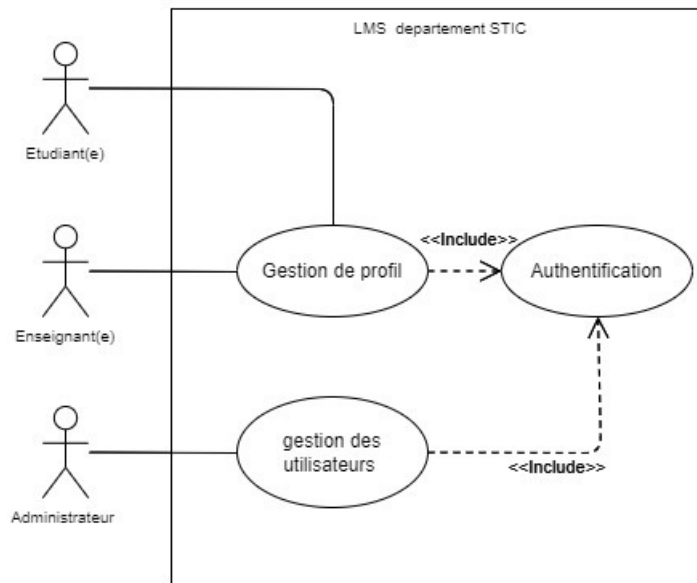 LMS departement STIC
Etudiant(e)
<<Include>>
Gestion de profil
Authentification
Enseignant(e)
gestion des
utilisateurs
<<Include>>
Administrateur